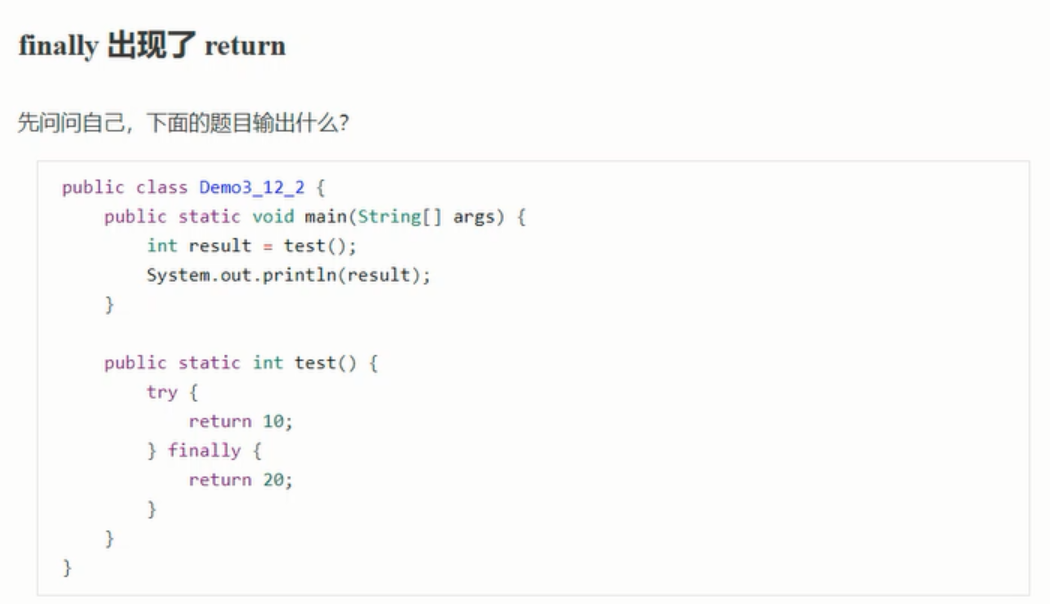 finally 出现了 return
先问问自己，下面的题目输出什么？
public class Demo3_12_2 {
    public static void main(String[] args) {
        int result = test();
        System.out.println(result);
    }
    public static int test() {
        try {
            return 10;
        } finally {
            return 20;
        }
    }
}